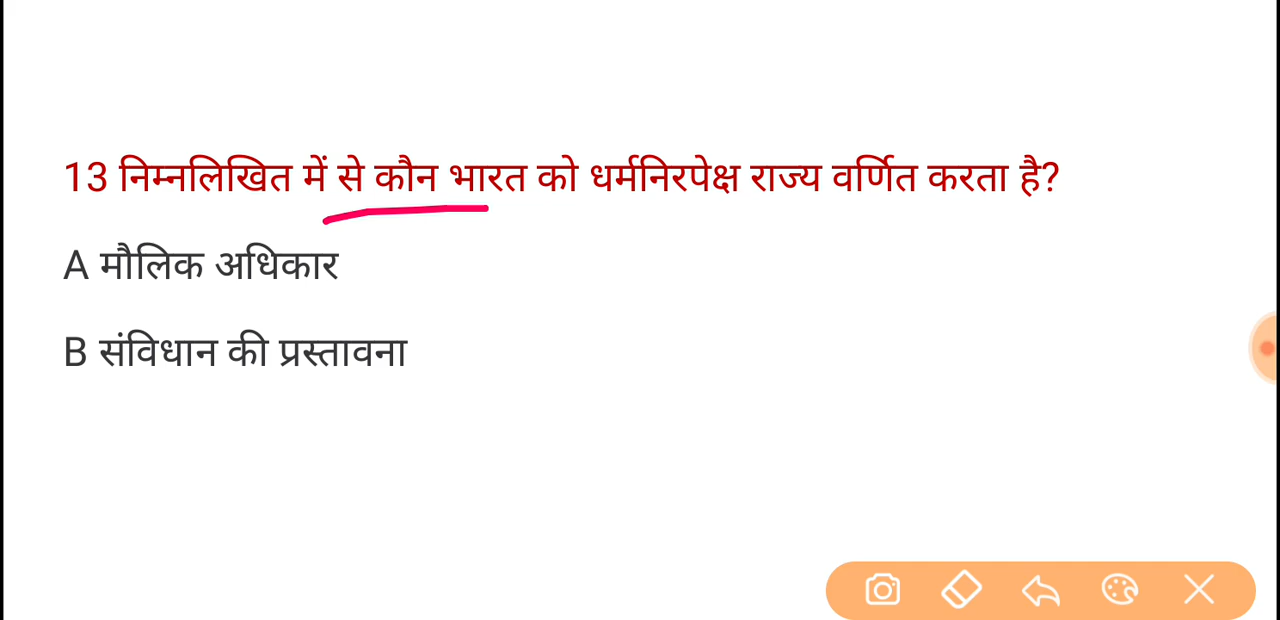 13 निम्नलिखित में से कौन भारत को धर्मनिरपेक्ष राज्य वर्णित करता है?
A मौलिक अधिकार
B संविधान की प्रस्तावना